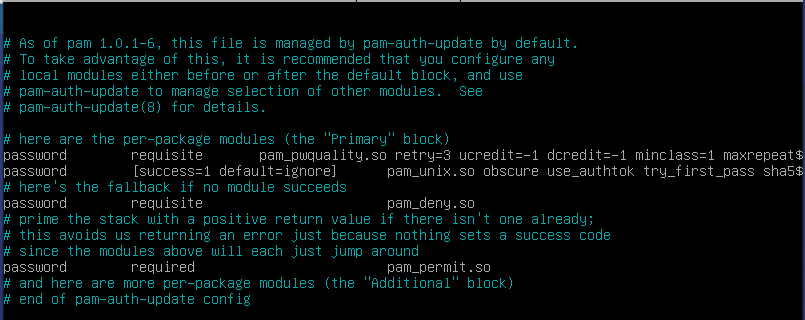 # As of pam 1.0.1-6, this file is managed by pam-auth-update by default.
# To take advantage of this, it is recommended that you configure any
# local modules either before or after the default block, and use
# pam-auth-update to manage selection of other modules.  See
# pam-auth-update(8) for details.
# here are the per-package modules (the "Primary" block)
password        requisite       pam_pwquality.so retry=3 ucredit=-1 dcredit=-1 minclass=1 maxrepeat$
password        [success=1 default=ignore]      pam_unix.so obscure use_authtok try_first_pass sha5$
# here's the fallback if no module succeeds
password        requisite                       pam_deny.so
# prime the stack with a positive return value if there isn't one already;
# this avoids us returning an error just because nothing sets a success code
# since the modules above will each just jump around
password        required                        pam_permit.so
# and here are more per-package modules (the "Additional" block)
# end of pam-auth-update config